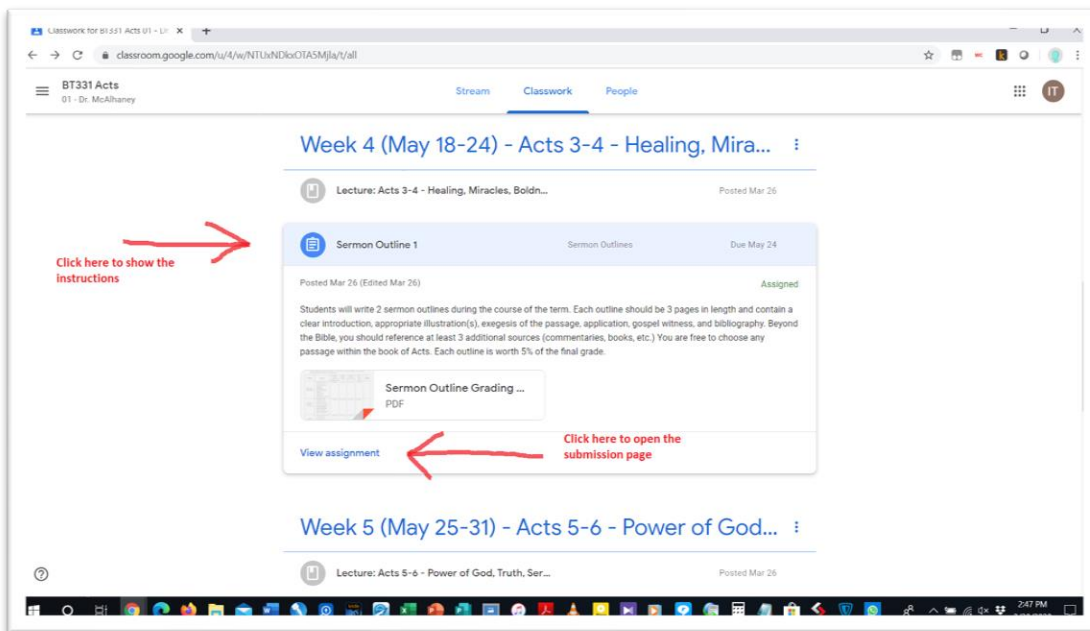 Classwork for BT331 Acts 01 - Dr
classroom.google.com/u/4/w/NTUxNDkxOTA5Mjla/t/all
BT331 Acts
01 - Dr. McAlhaney
Stream Classwork People
IT
Week 4 (May 18-24) - Acts 3-4 - Healing, Mira...
Lecture: Acts 3-4 - Healing, Miracles, Boldn... Posted Mar 26
Sermon Outline 1 Sermon Outlines Due May 24
Click here to show the
instructions
Posted Mar 26 (Edited Mar 26) Assigned
Students will write 2 sermon outlines during the course of the term. Each outline should be 3 pages in length and contain a
clear introduction, appropriate illustration(s), exegesis of the passage, application, gospel witness, and bibliography. Beyond
the Bible, you should reference at least 3 additional sources (commentaries, books, etc.) You are free to choose any
passage within the book of Acts. Each outline is worth 5% of the final grade.
Sermon Outline Grading ...
PDF
Click here to open the
submission page
View assignment
Week 5 (May 25-31) - Acts 5-6 - Power of God...
Lecture: Acts 5-6 - Power of God, Truth, Ser... Posted Mar 26
2:47 PM